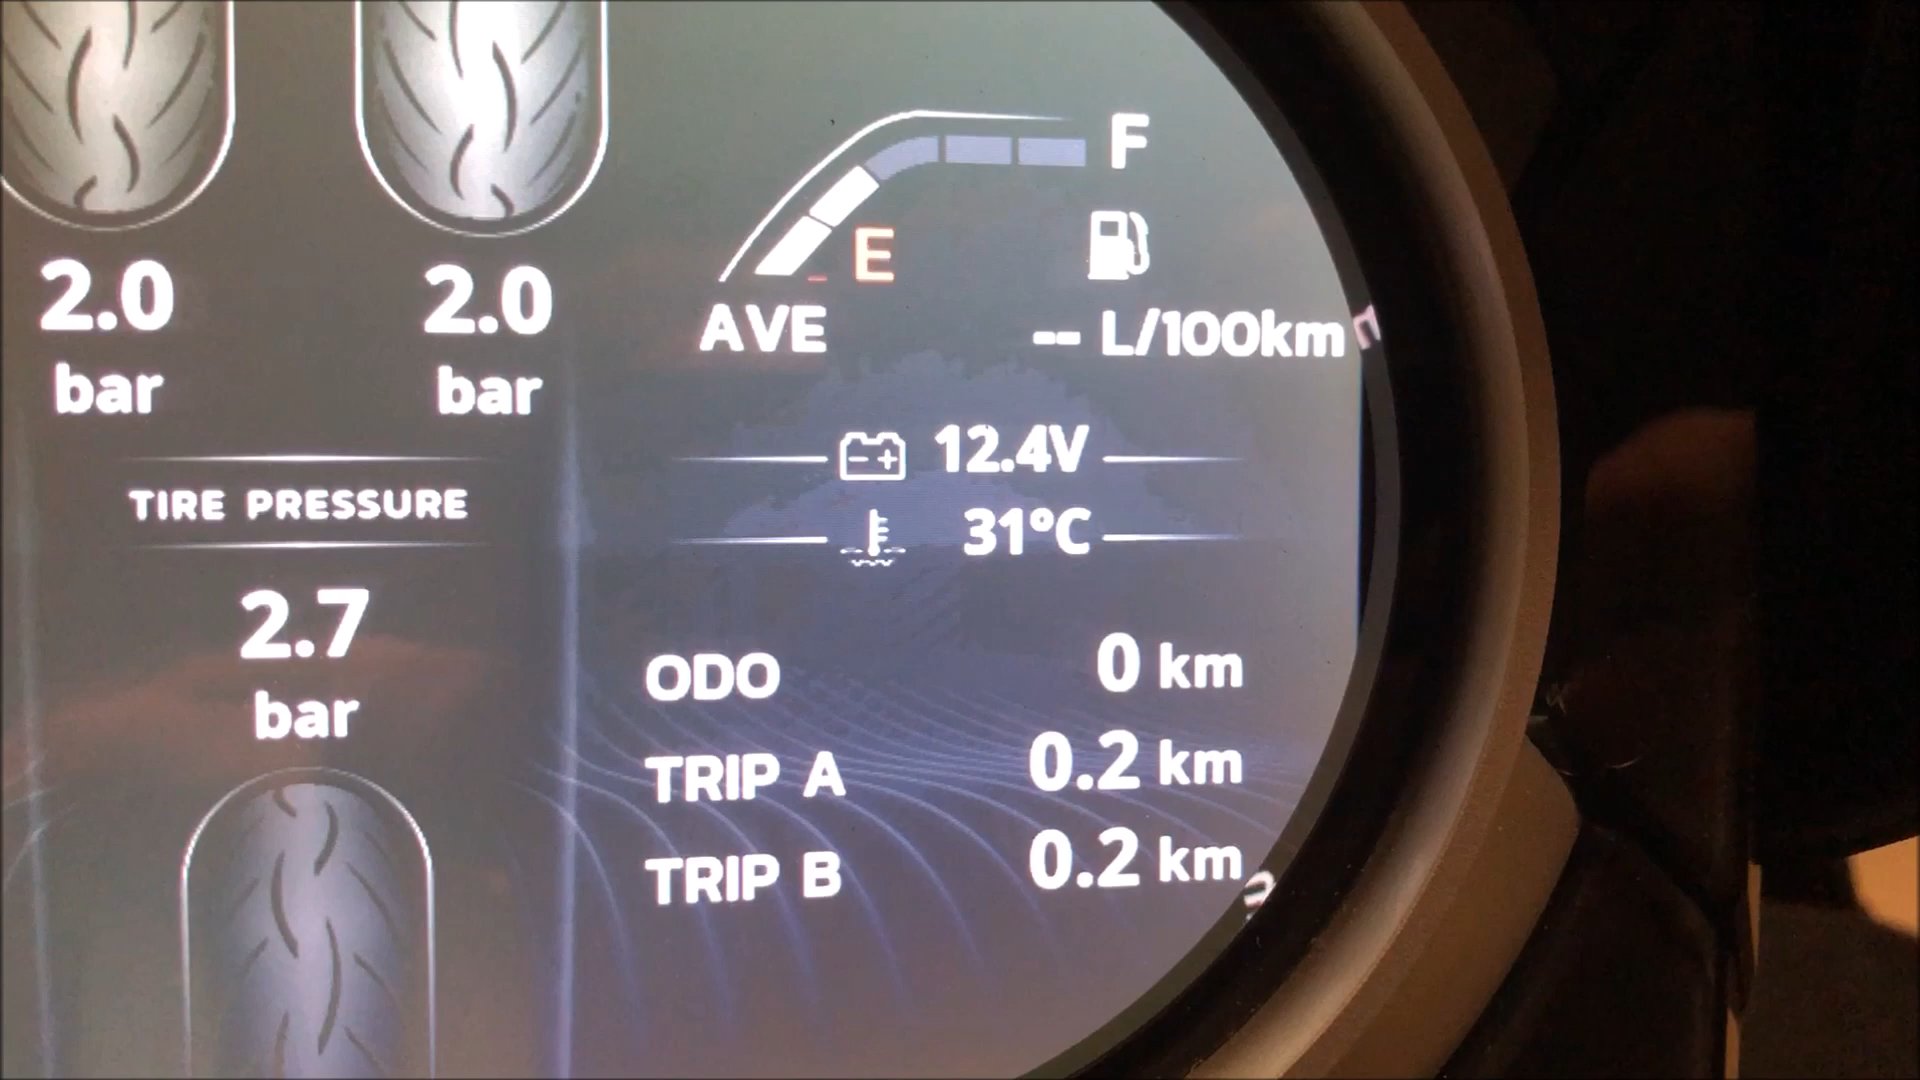 2.0 2.0
bar bar
TIRE PRESSURE
2.7
bar
F
E
AVE -- L/100km
12.4V
31°C
ODO 0 km
TRIP A 0.2 km
TRIP B 0.2 km